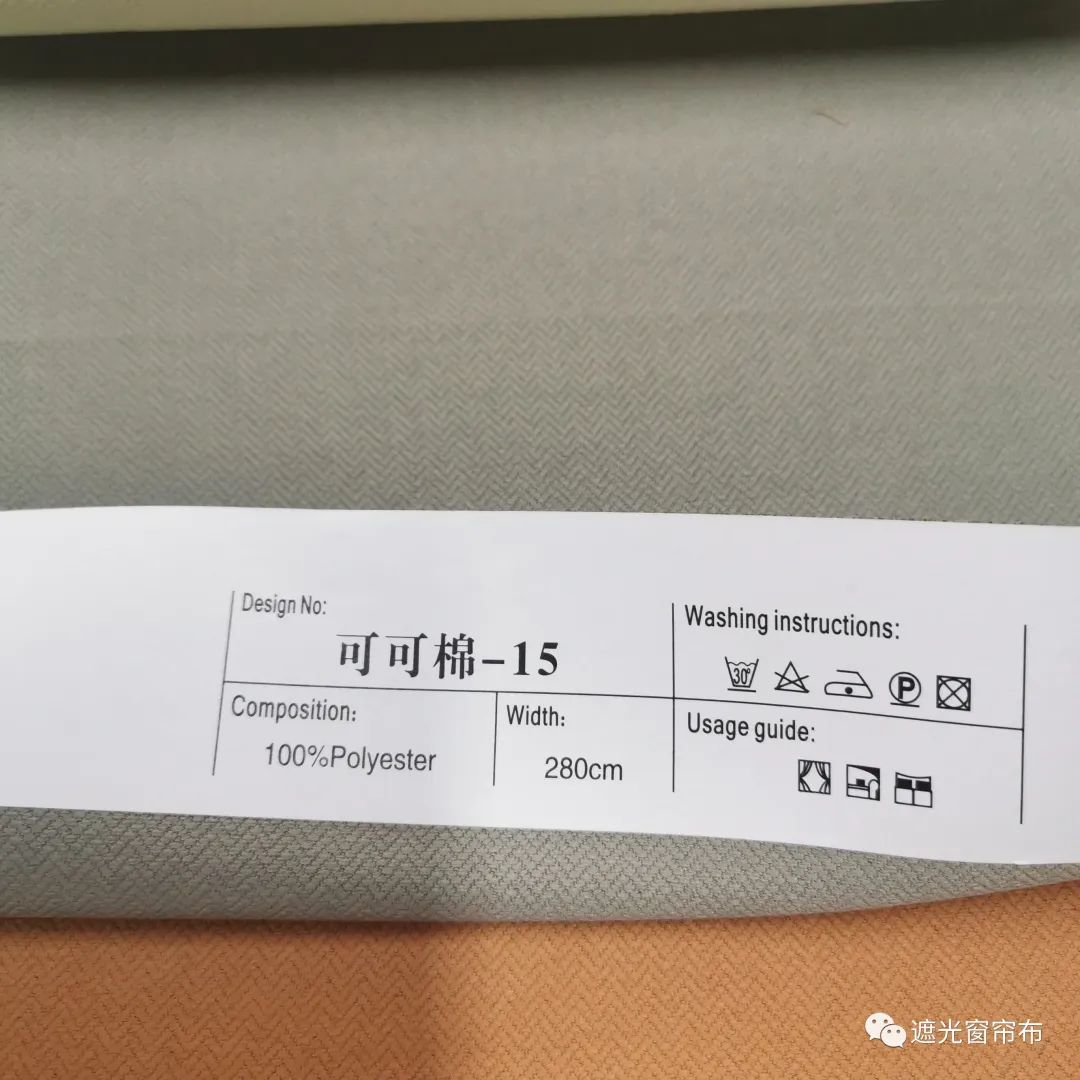 Design No:
可可棉-15
Composition:
100%Polyester
Width:
280cm
Washing instructions:
30°
P
Usage guide:
遮光窗帘布